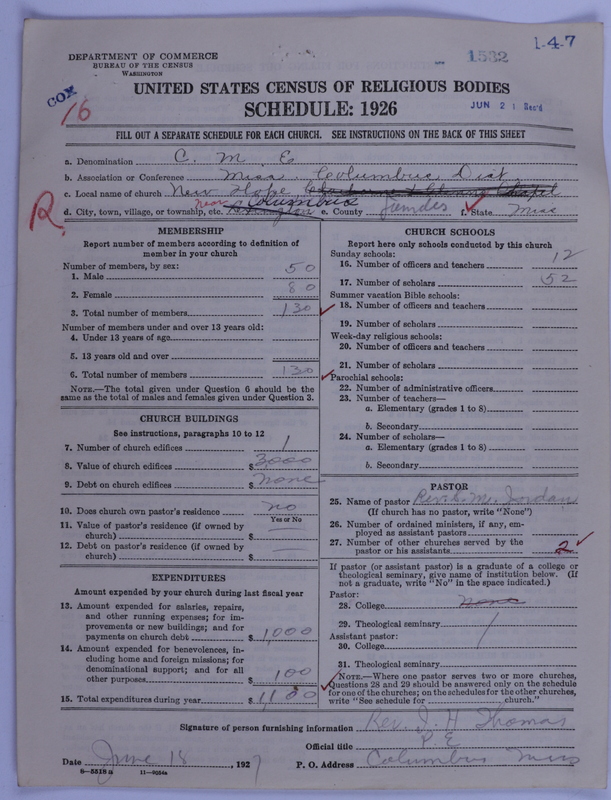 DEPARTMENT OF COMMERCE
BUREAU OF THE CENSUS
WASHINGTON
1532
1-4-7
COX
16
UNITED STATES CENSUS OF RELIGIOUS BODIES
SCHEDULE: 1926
JUN 21 Rec'd
FILL OUT A SEPARATE SCHEDULE FOR EACH CHURCH. SEE INSTRUCTIONS ON THE BACK OF THIS SHEET
a. Denomination C. M. E
b. Association or Conference Miss. Columbus Dist
c. Local name of church New Hope Chapel
d. City, town, village, or township, etc. near Columbus e. County Lowndes f. State Miss
R.
MEMBERSHIP
Report number of members according to definition of member in your church
Number of members, by sex:
1. Male 50
2. Female 80
3. Total number of members 130
Number of members under and over 13 years old:
4. Under 13 years of age
5. 13 years old and over
6. Total number of members 130
NOTE.—The total given under Question 6 should be the same as the total of males and females given under Question 3.
CHURCH BUILDINGS
See instructions, paragraphs 10 to 12
7. Number of church edifices 1
8. Value of church edifices $3000
9. Debt on church edifices $None
10. Does church own pastor's residence no
Yes or No
11. Value of pastor's residence (if owned by church) $
12. Debt on pastor's residence (if owned by church) $
EXPENDITURES
Amount expended by your church during last fiscal year
13. Amount expended for salaries, repairs, and other running expenses; for improvements or new buildings; and for payments on church debt $1,000
14. Amount expended for benevolences, including home and foreign missions; for denominational support; and for all other purposes $100
15. Total expenditures during year $1,100
CHURCH SCHOOLS
Report here only schools conducted by this church
Sunday schools:
16. Number of officers and teachers 12
17. Number of scholars 52
Summer vacation Bible schools:
18. Number of officers and teachers
19. Number of scholars
Week-day religious schools:
20. Number of officers and teachers
21. Number of scholars
Parochial schools:
22. Number of administrative officers
23. Number of teachers—
a. Elementary (grades 1 to 8)
b. Secondary
24. Number of scholars—
a. Elementary (grades 1 to 8)
b. Secondary
PASTOR
25. Name of pastor Rev. M. Jordan
(If church has no pastor, write "None")
26. Number of ordained ministers, if any, employed as assistant pastors
27. Number of other churches served by the pastor or his assistants 2
If pastor (or assistant pastor) is a graduate of a college or theological seminary, give name of institution below. (If not a graduate, write "No" in the space indicated.)
Pastor:
28. College None
29. Theological seminary
Assistant pastor:
30. College
31. Theological seminary
NOTE.—Where one pastor serves two or more churches, Questions 28 and 29 should be answered only on the schedule for one of the churches; on the schedules for the other churches, write "See schedule for church."
Signature of person furnishing information Rev. J. H Thomas
Official title P. E
Date June 18, 1927 P. O. Address Columbus Miss
8—5518a 11—9054a